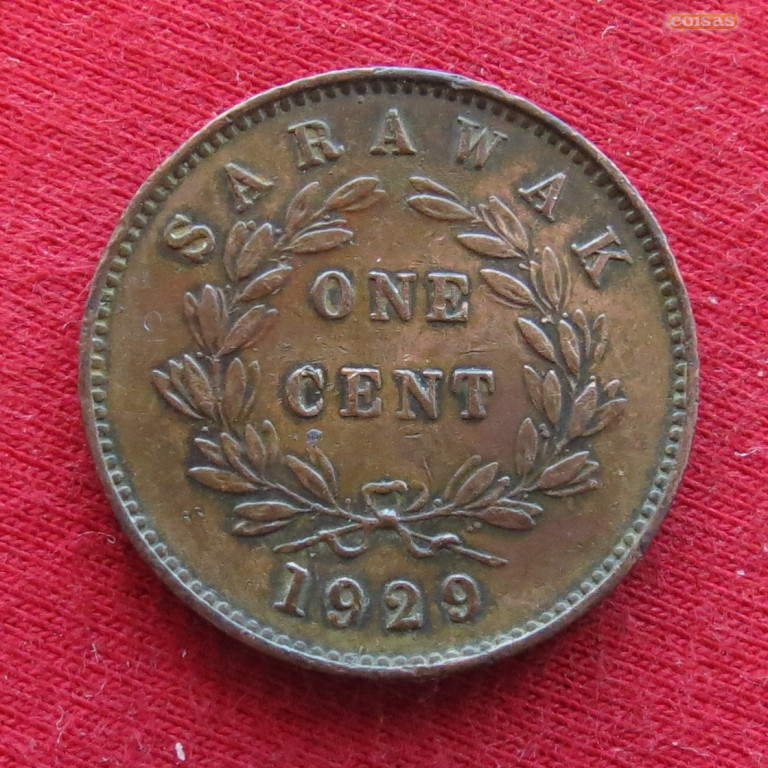 coisas
SARAWAK
ONE
CENT
1929